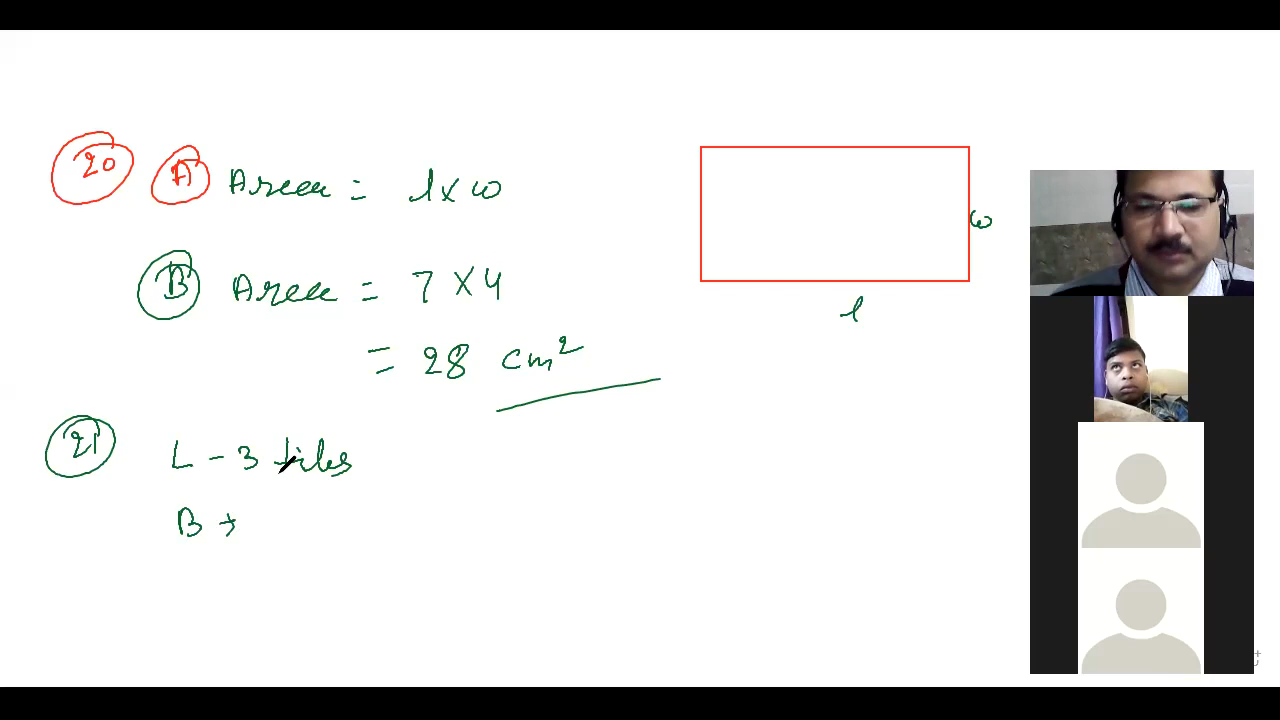 20 A Area = l x w
w
B Area = 7 x 4
l
= 28 cm²
21 L - 3 tiles
B →